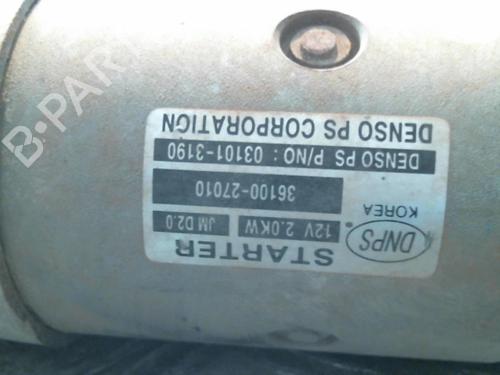 STARTER
DNPS
KOREA
12V 2.0KW JM D2.0
36100-27010
DENSO PS P/NO : 03101-3190
DENSO PS CORPORATION
B-PARTS